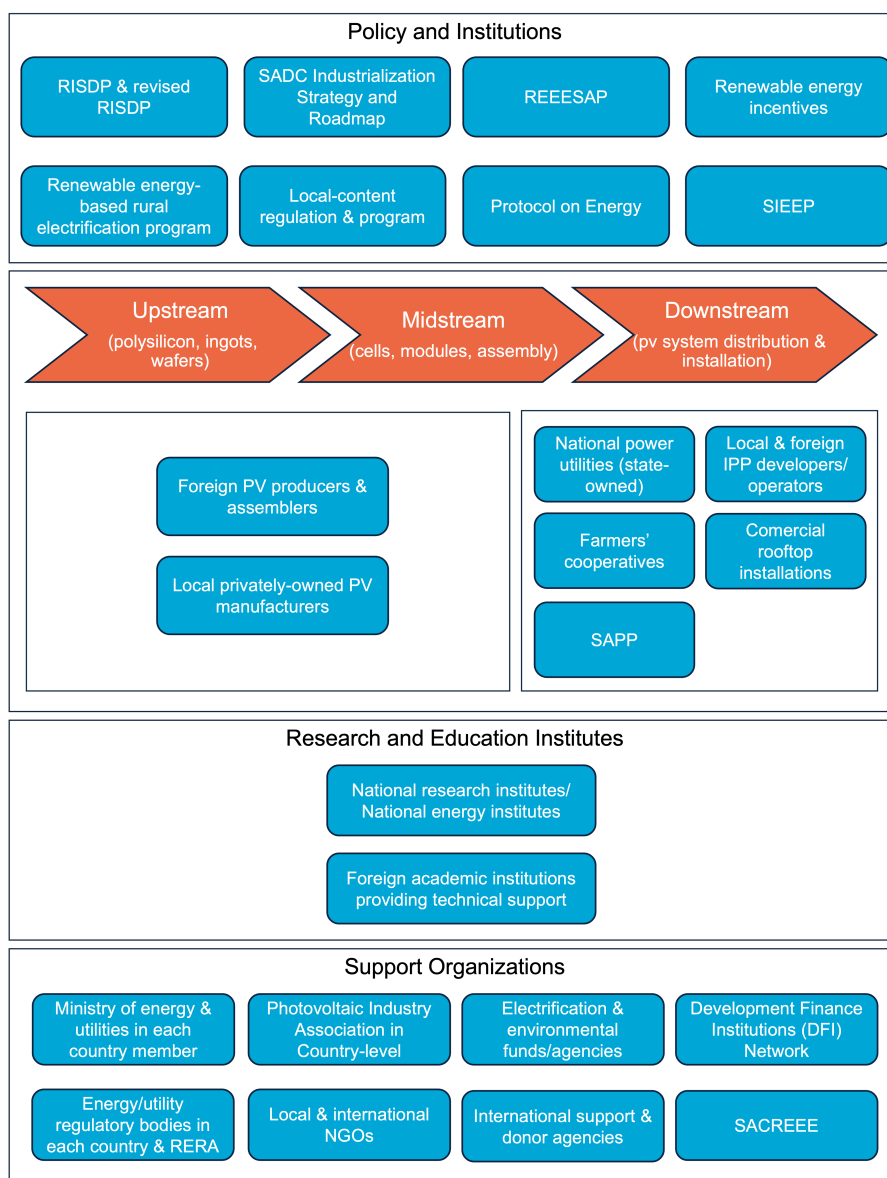 Policy and Institutions
RISDP & revised
RISDP
SADC Industrialization
Strategy and
Roadmap
REEESAP
Renewable energy
incentives
Renewable energy-
based rural
electrification program
Local-content
regulation & program
Protocol on Energy
SIEEP
Upstream
(polysilicon, ingots,
wafers)
Midstream
(cells, modules, assembly)
Downstream
(pv system distribution &
installation)
Foreign PV producers &
assemblers
Local privately-owned PV
manufacturers
National power
utilities (state-
owned)
Local & foreign
IPP developers/
operators
Farmers’
cooperatives
Comercial
rooftop
installations
SAPP
Research and Education Institutes
National research institutes/
National energy institutes
Foreign academic institutions
providing technical support
Support Organizations
Ministry of energy &
utilities in each
country member
Photovoltaic Industry
Association in
Country-level
Electrification &
environmental
funds/agencies
Development Finance
Institutions (DFI)
Network
Energy/utility
regulatory bodies in
each country & RERA
Local & international
NGOs
International support &
donor agencies
SACREEE